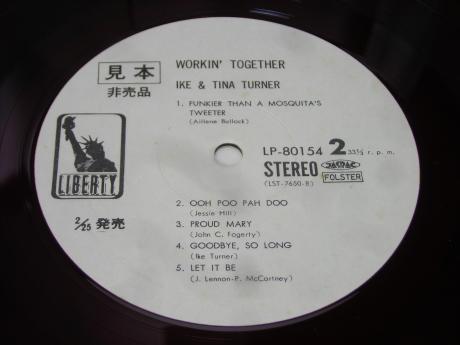 WORKIN' TOGETHER
見本
非売品
IKE & TINA TURNER
1. FUNKIER THAN A MOSQUITA'S
TWEETER
(Aillene Bullock)
LP-80154 2 33⅓ r. p. m.
STEREO
(LST-7650-B)
FOLSTER
LIBERTY
2/25 発売
2. OOH POO PAH DOO
(Jessie Hill)
3. PROUD MARY
(John C. Fogerty)
4. GOODBYE, SO LONG
(Ike Turner)
5. LET IT BE
(J. Lennon-P. McCartney)